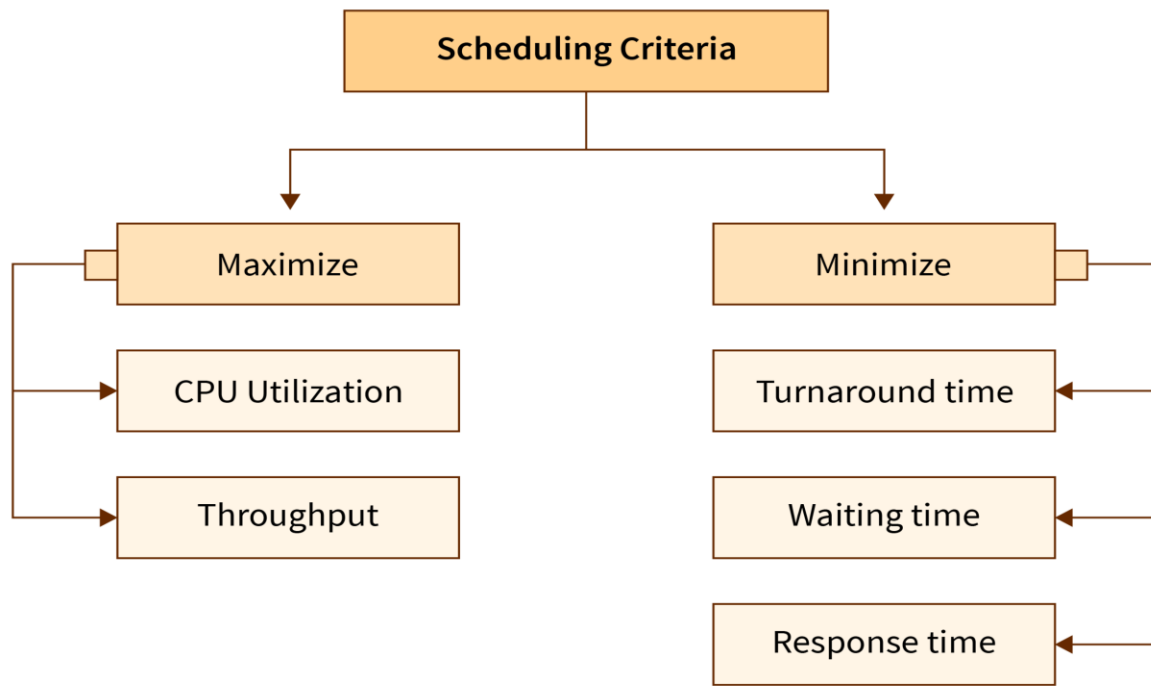 Scheduling Criteria
Maximize
CPU Utilization
Throughput
Minimize
Turnaround time
Waiting time
Response time